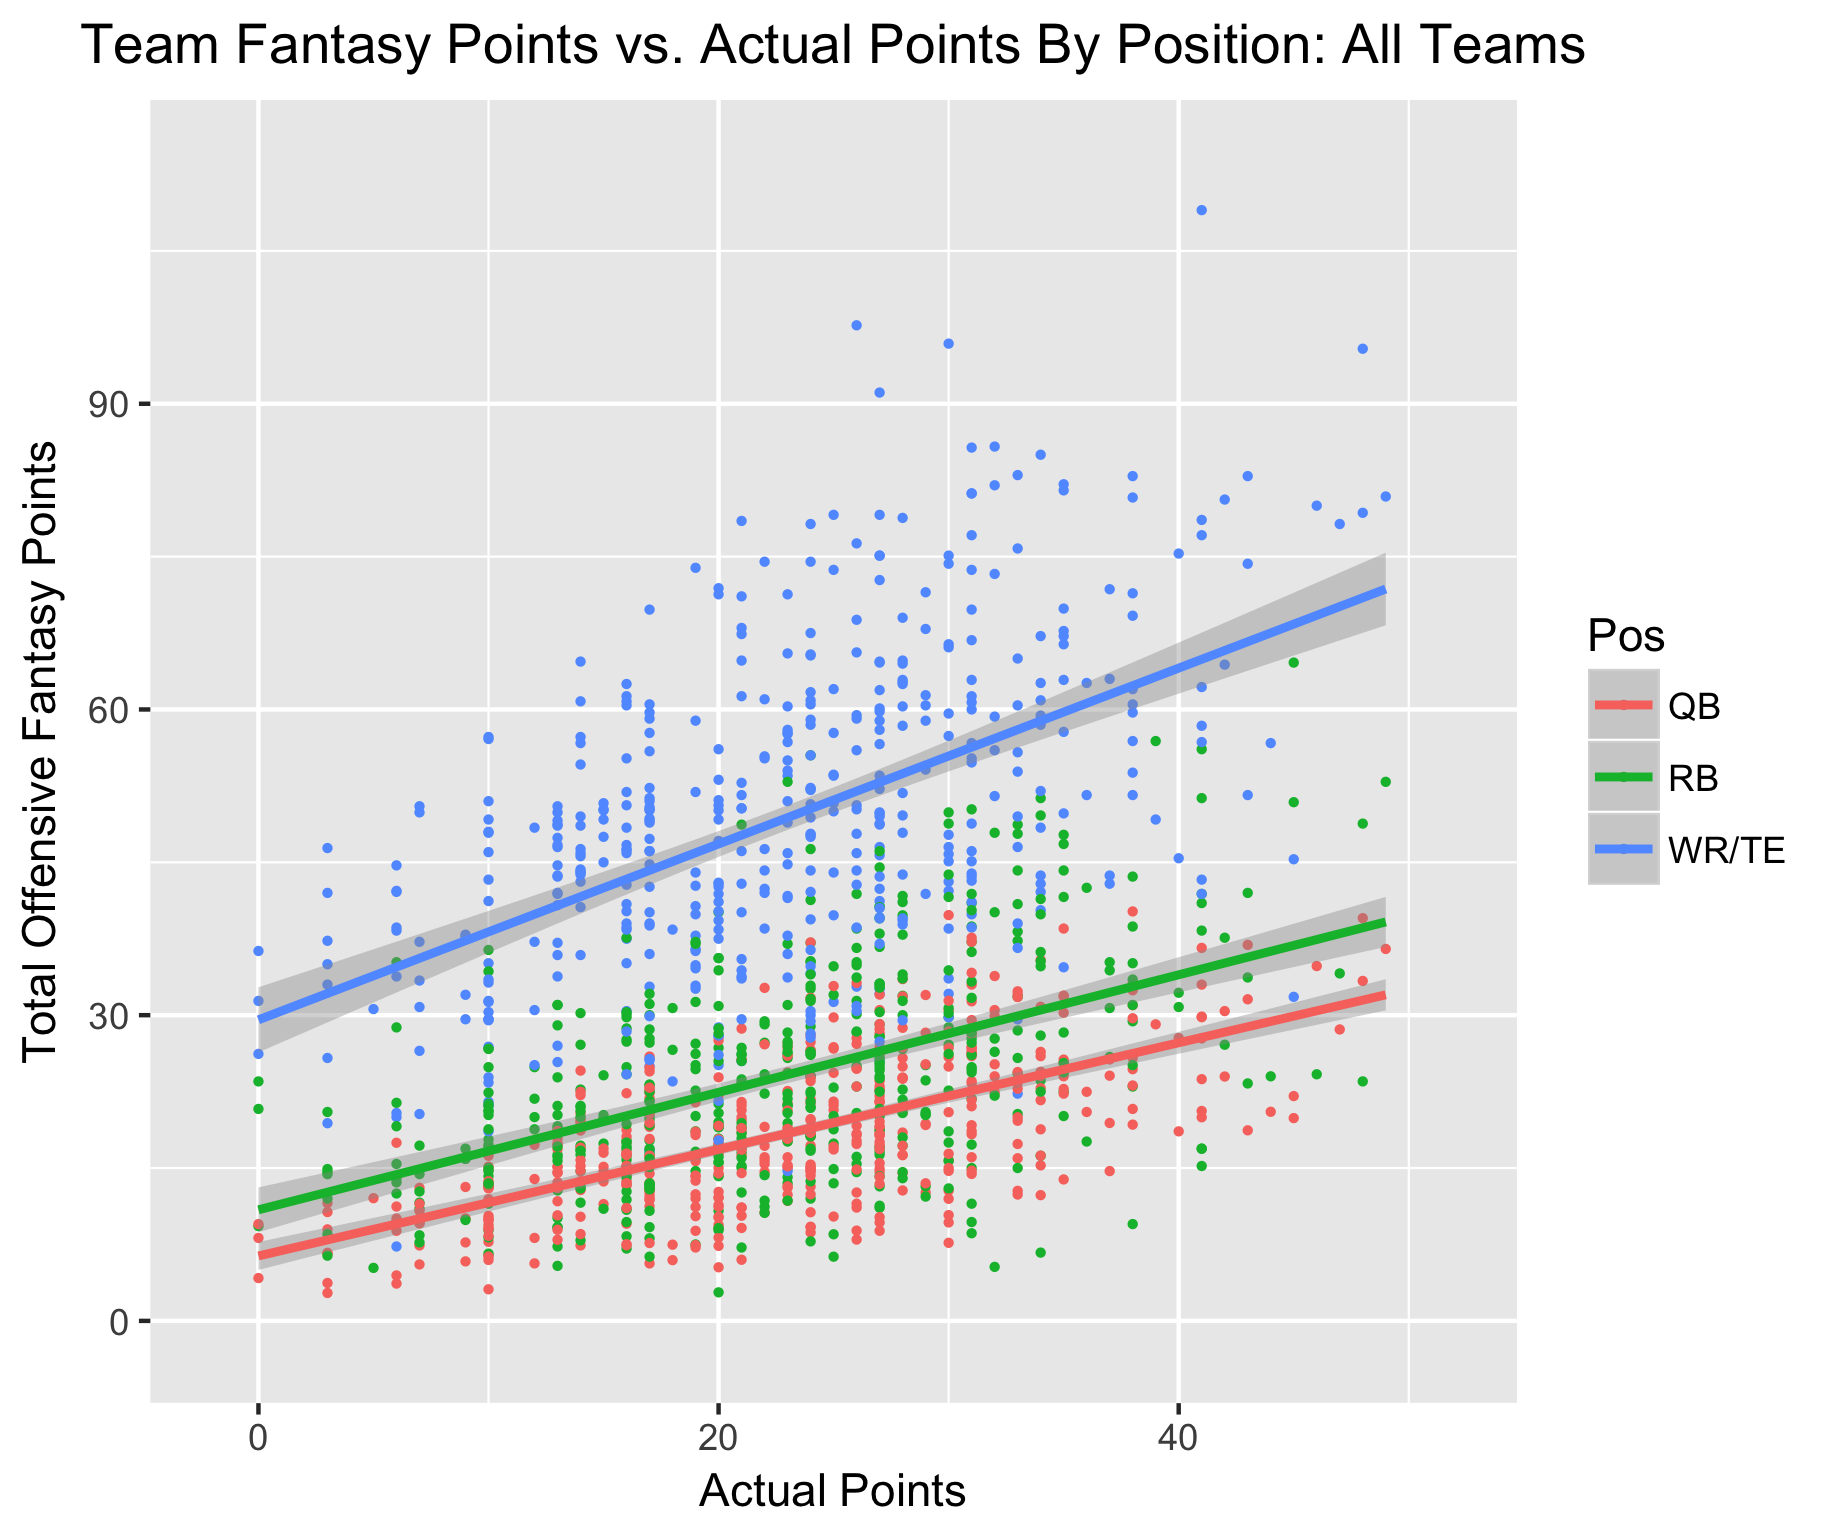 Team Fantasy Points vs. Actual Points By Position: All Teams
Total Offensive Fantasy Points
90
60
30
0
0
20
40
Actual Points
Pos
QB
RB
WR/TE